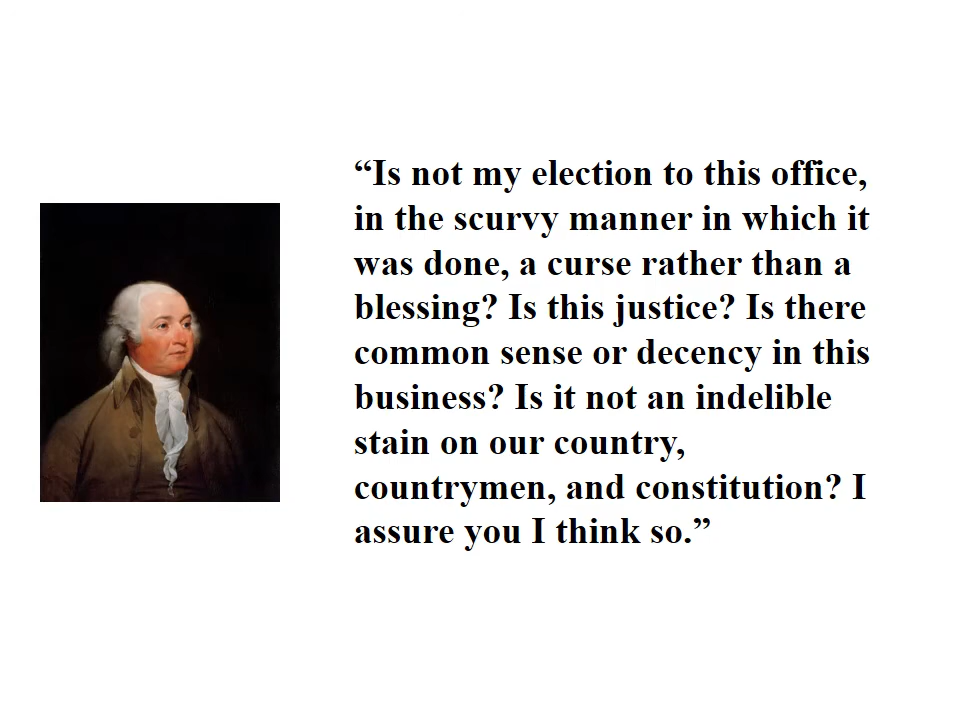 “Is not my election to this office,
in the scurvy manner in which it
was done, a curse rather than a
blessing? Is this justice? Is there
common sense or decency in this
business? Is it not an indelible
stain on our country,
countrymen, and constitution? I
assure you I think so.”